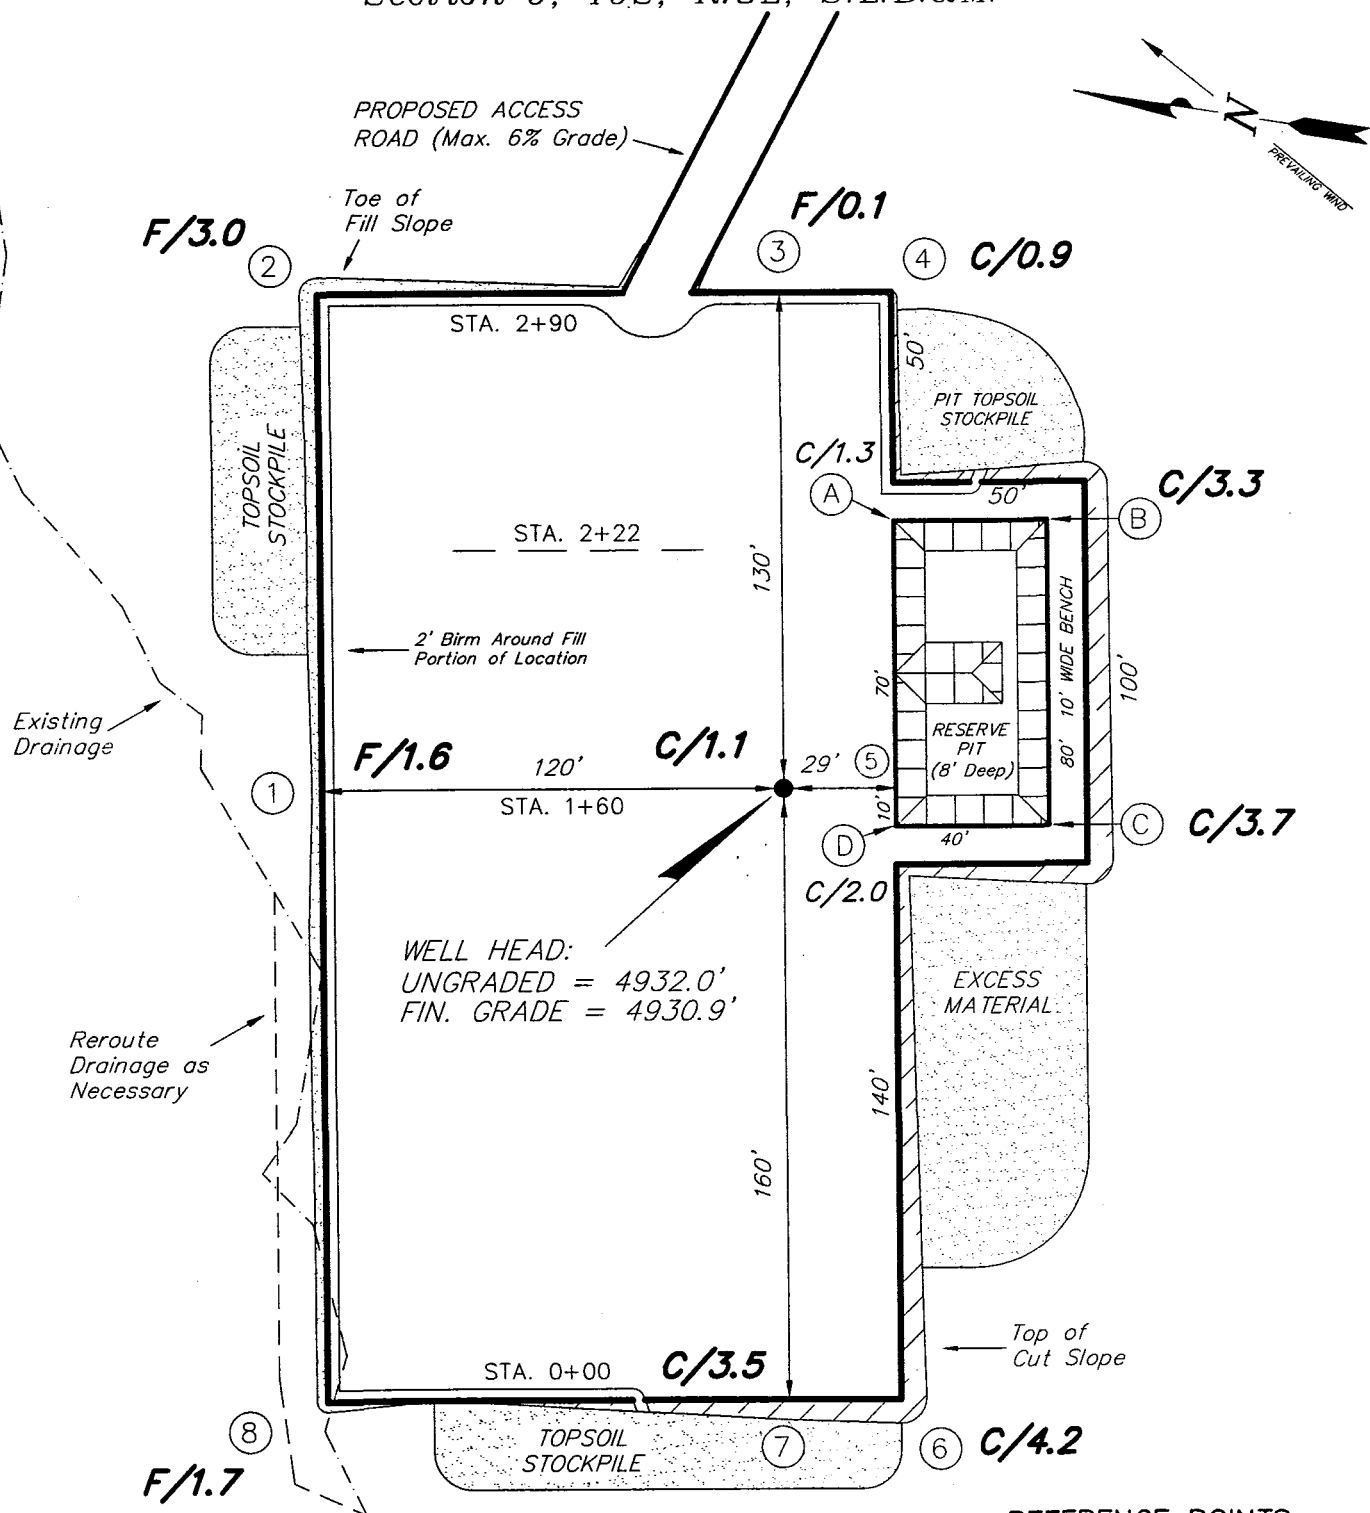 PROPOSED ACCESS
ROAD (Max. 6% Grade)
N
PREVAILING WIND
Toe of
Fill Slope
F/3.0
2
F/0.1
3
4
C/0.9
STA. 2+90
50'
PIT TOPSOIL
STOCKPILE
TOPSOIL
STOCKPILE
C/1.3
A
50'
C/3.3
B
STA. 2+22
130'
2' Birm Around Fill
Portion of Location
70'
80'
10' WIDE BENCH
100'
Existing
Drainage
RESERVE
PIT
(8' Deep)
F/1.6
C/1.1
120'
29'
5
1
STA. 1+60
10'
D
40'
C
C/3.7
C/2.0
WELL HEAD:
UNGRADED = 4932.0'
FIN. GRADE = 4930.9'
EXCESS
MATERIAL
Reroute
Drainage as
Necessary
140'
160'
Top of
Cut Slope
STA. 0+00
C/3.5
8
F/1.7
TOPSOIL
STOCKPILE
7
6
C/4.2
REFERENCE POINTS